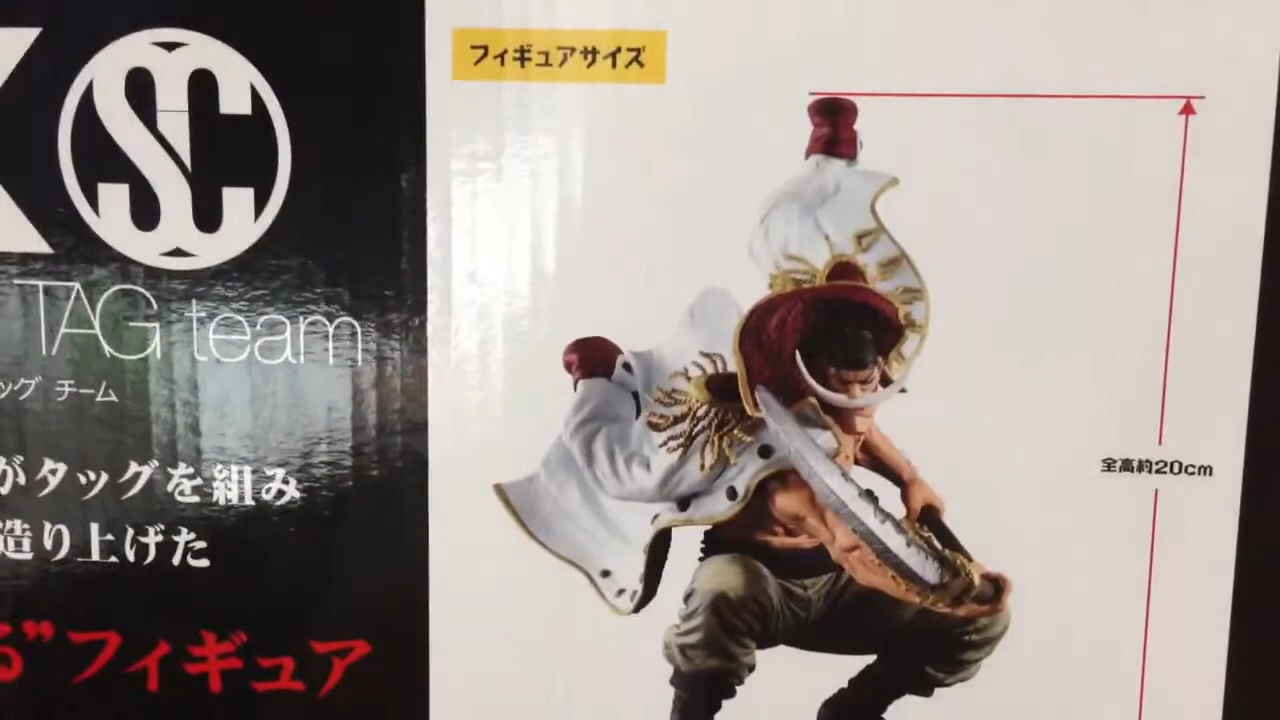 SC
TAG team
ッグ チーム
がタッグを組み
造り上げた
る”フィギュア
フィギュアサイズ
全高約20cm